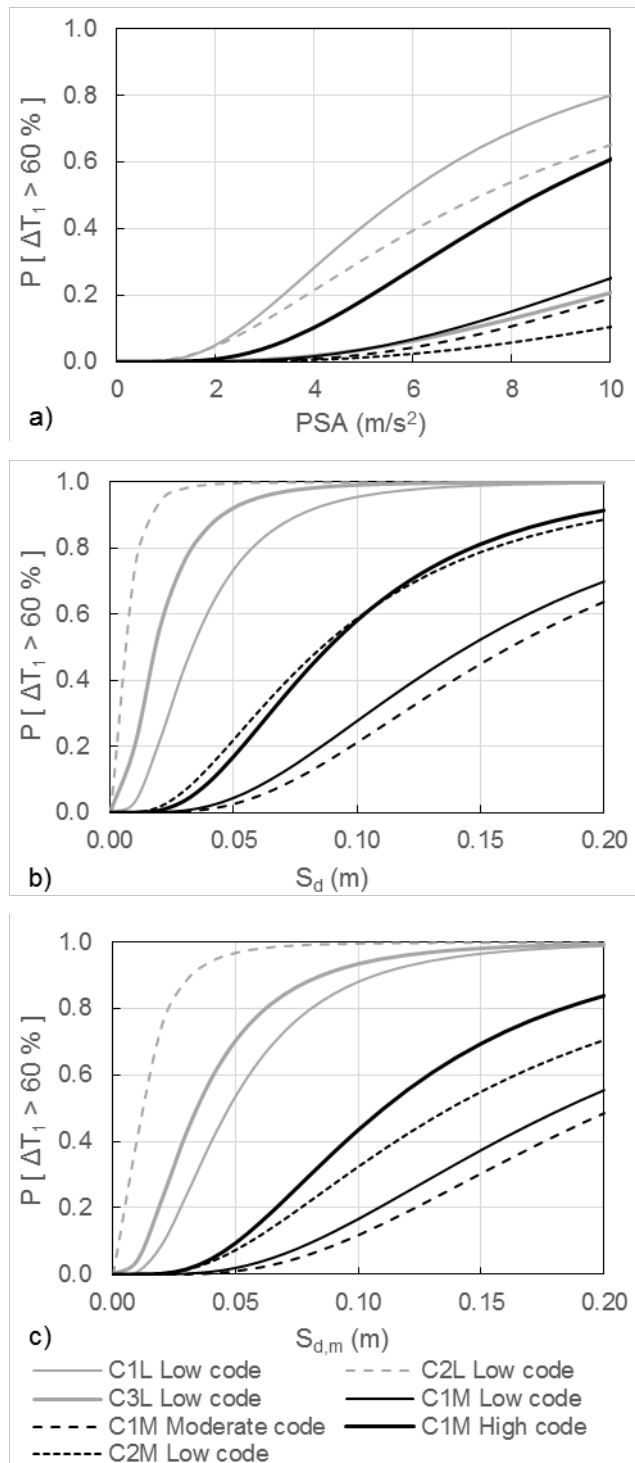 P [ ΔT₁ > 60 % ]
1.0
0.8
0.6
0.4
0.2
0.0
0 2 4 6 8 10
a) PSA (m/s²)
P [ ΔT₁ > 60 % ]
1.0
0.8
0.6
0.4
0.2
0.0
0.00 0.05 0.10 0.15 0.20
b) S_d (m)
P [ ΔT₁ > 60 % ]
1.0
0.8
0.6
0.4
0.2
0.0
0.00 0.05 0.10 0.15 0.20
c) S_d,m (m)
C1L Low code C2L Low code
C3L Low code C1M Low code
C1M Moderate code C1M High code
C2M Low code